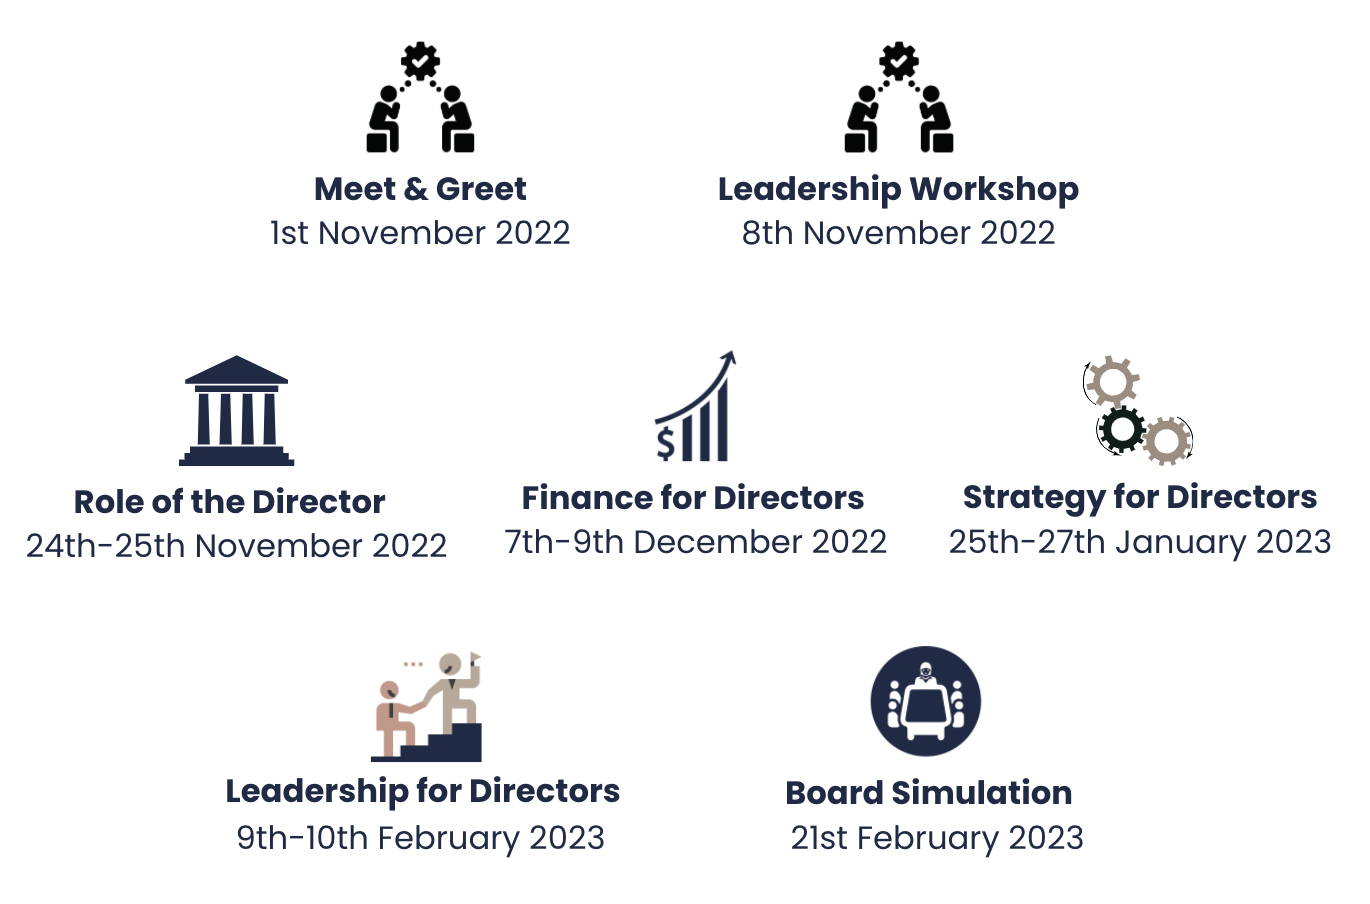 Meet & Greet
1st November 2022
Leadership Workshop
8th November 2022
Role of the Director
24th-25th November 2022
$
Finance for Directors
7th-9th December 2022
Strategy for Directors
25th-27th January 2023
Leadership for Directors
9th-10th February 2023
Board Simulation
21st February 2023